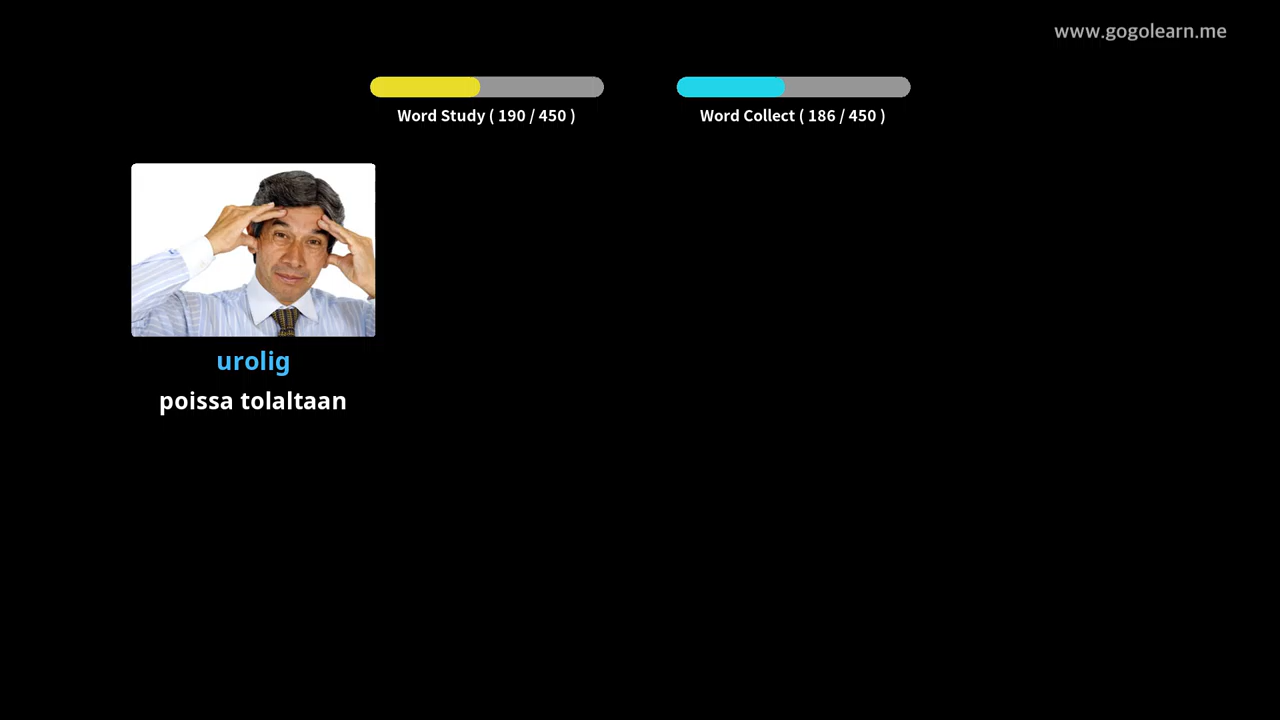 www.gogolearn.me
Word Study ( 190 / 450 )
Word Collect ( 186 / 450 )
urolig
poissa tolaltaan